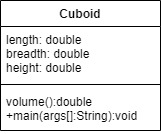 Cuboid
length: double
breadth: double
height: double
volume():double
+main(args[]:String):void